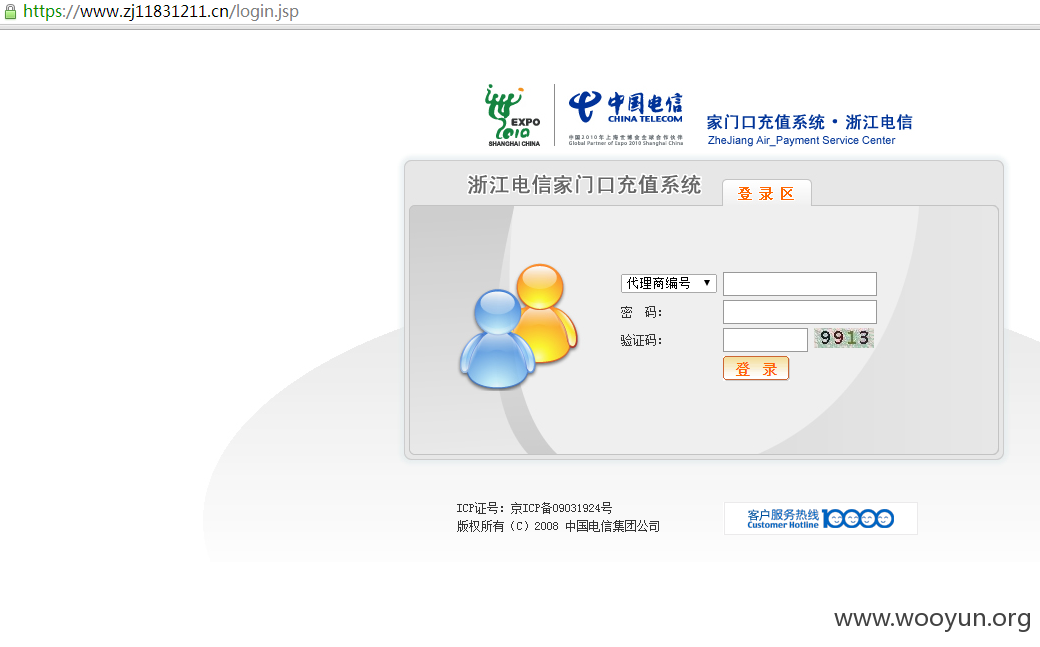 https://www.zj11831211.cn/login.jsp
EXPO
2010
SHANGHAI CHINA
中国电信
CHINA TELECOM
中国2010年上海世博会全球合作伙伴
Global Partner of Expo 2010 Shanghai China
家门口充值系统·浙江电信
ZheJiang Air_Payment Service Center
浙江电信家门口充值系统
登录区
代理商编号
密 码:
验证码: 9913
登 录
ICP证号: 京ICP备09031924号
版权所有 (C) 2008 中国电信集团公司
客户服务热线 10000
Customer Hotline
www.wooyun.org